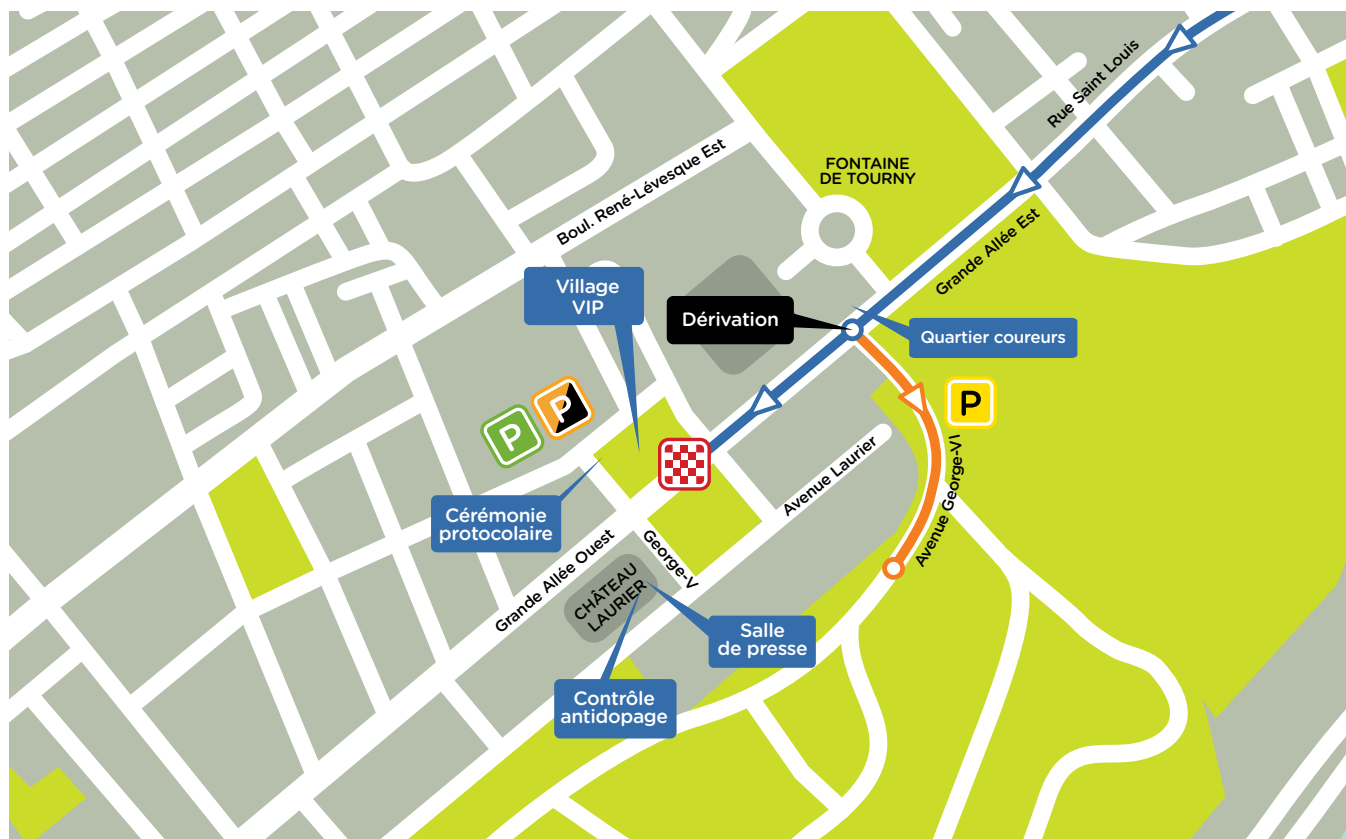 Rue Saint Louis
FONTAINE
DE TOURNY
Boul. René-Lévesque Est
Grande Allée Est
Village
VIP
Dérivation
Quartier coureurs
P
P
P
Avenue Laurier
Avenue George-VI
Cérémonie
protocolaire
Grande Allée Ouest
George-V
CHÂTEAU
LAURIER
Salle
de presse
Contrôle
antidopage